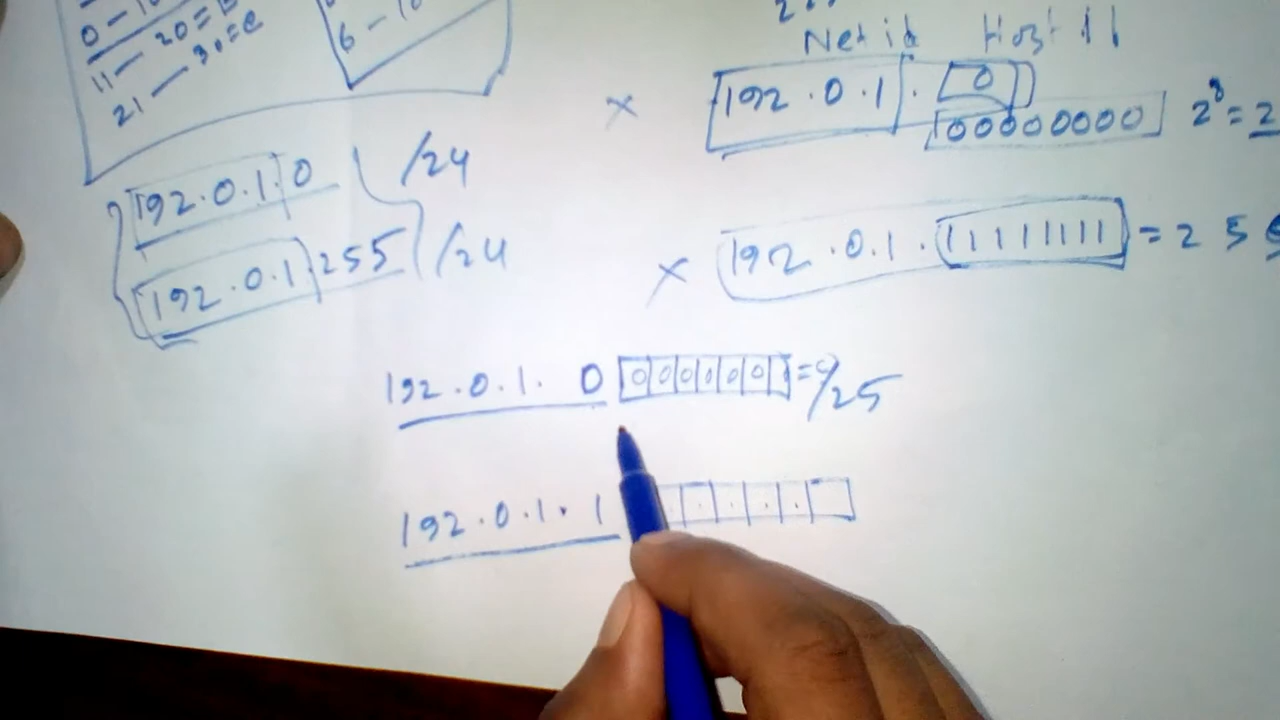 0 - 10
11 — 20 = B
21 — 30 = C
6 - 10
Net id Host id
192.0.1.0
00000000 2⁸ = 2
192.0.1.0 /24
192.0.1.255 /24
192.0.1.11111111 = 25
192.0.1. 0 000000 = 0/25
192.0.1.1